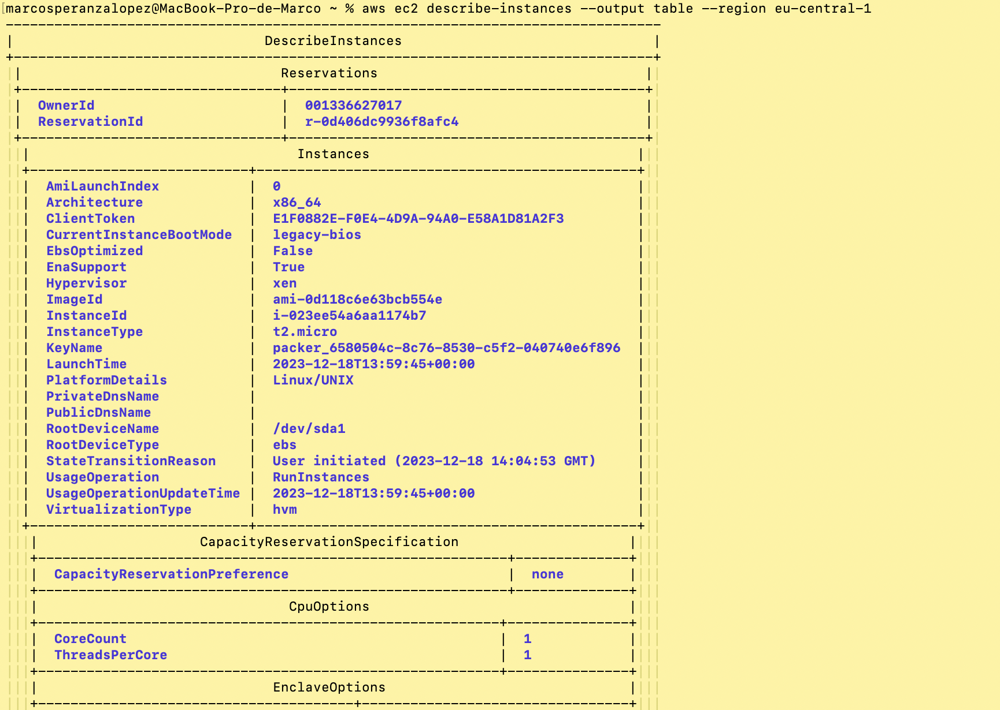 marcosperanzalopez@MacBook-Pro-de-Marco ~ % aws ec2 describe-instances --output table --region eu-central-1
DescribeInstances
Reservations
OwnerId | 001336627017
ReservationId | r-0d406dc9936f8afc4
Instances
AmiLaunchIndex | 0
Architecture | x86_64
ClientToken | E1F0882E-F0E4-4D9A-94A0-E58A1D81A2F3
CurrentInstanceBootMode | legacy-bios
EbsOptimized | False
EnaSupport | True
Hypervisor | xen
ImageId | ami-0d118c6e63bcb554e
InstanceId | i-023ee54a6aa1174b7
InstanceType | t2.micro
KeyName | packer_6580504c-8c76-8530-c5f2-040740e6f896
LaunchTime | 2023-12-18T13:59:45+00:00
PlatformDetails | Linux/UNIX
PrivateDnsName |
PublicDnsName |
RootDeviceName | /dev/sda1
RootDeviceType | ebs
StateTransitionReason | User initiated (2023-12-18 14:04:53 GMT)
UsageOperation | RunInstances
UsageOperationUpdateTime | 2023-12-18T13:59:45+00:00
VirtualizationType | hvm
CapacityReservationSpecification
CapacityReservationPreference | none
CpuOptions
CoreCount | 1
ThreadsPerCore | 1
EnclaveOptions